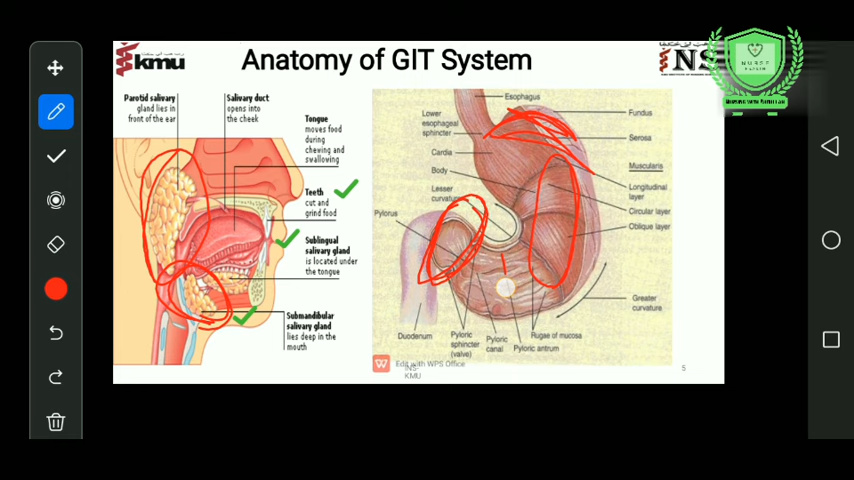 kmu
Anatomy of GIT System
INS
NURSE
Parotid salivary
gland lies in
front of the ear
Salivary duct
opens into
the cheek
Tongue
moves food
during
chewing and
swallowing
Teeth
cut and
grind food
Sublingual
salivary gland
is located under
the tongue
Submandibular
salivary gland
lies deep in the
mouth
Esophagus
Lower
esophageal
sphincter
Cardia
Body
Lesser
curvature
Pylorus
Fundus
Serosa
Muscularis
Longitudinal
layer
Circular layer
Oblique layer
Greater
curvature
Duodenum
Pyloric
sphincter
(valve)
Pyloric
canal
Rugae of mucosa
Pyloric antrum
Edit with WPS Office
INS-
KMU
5